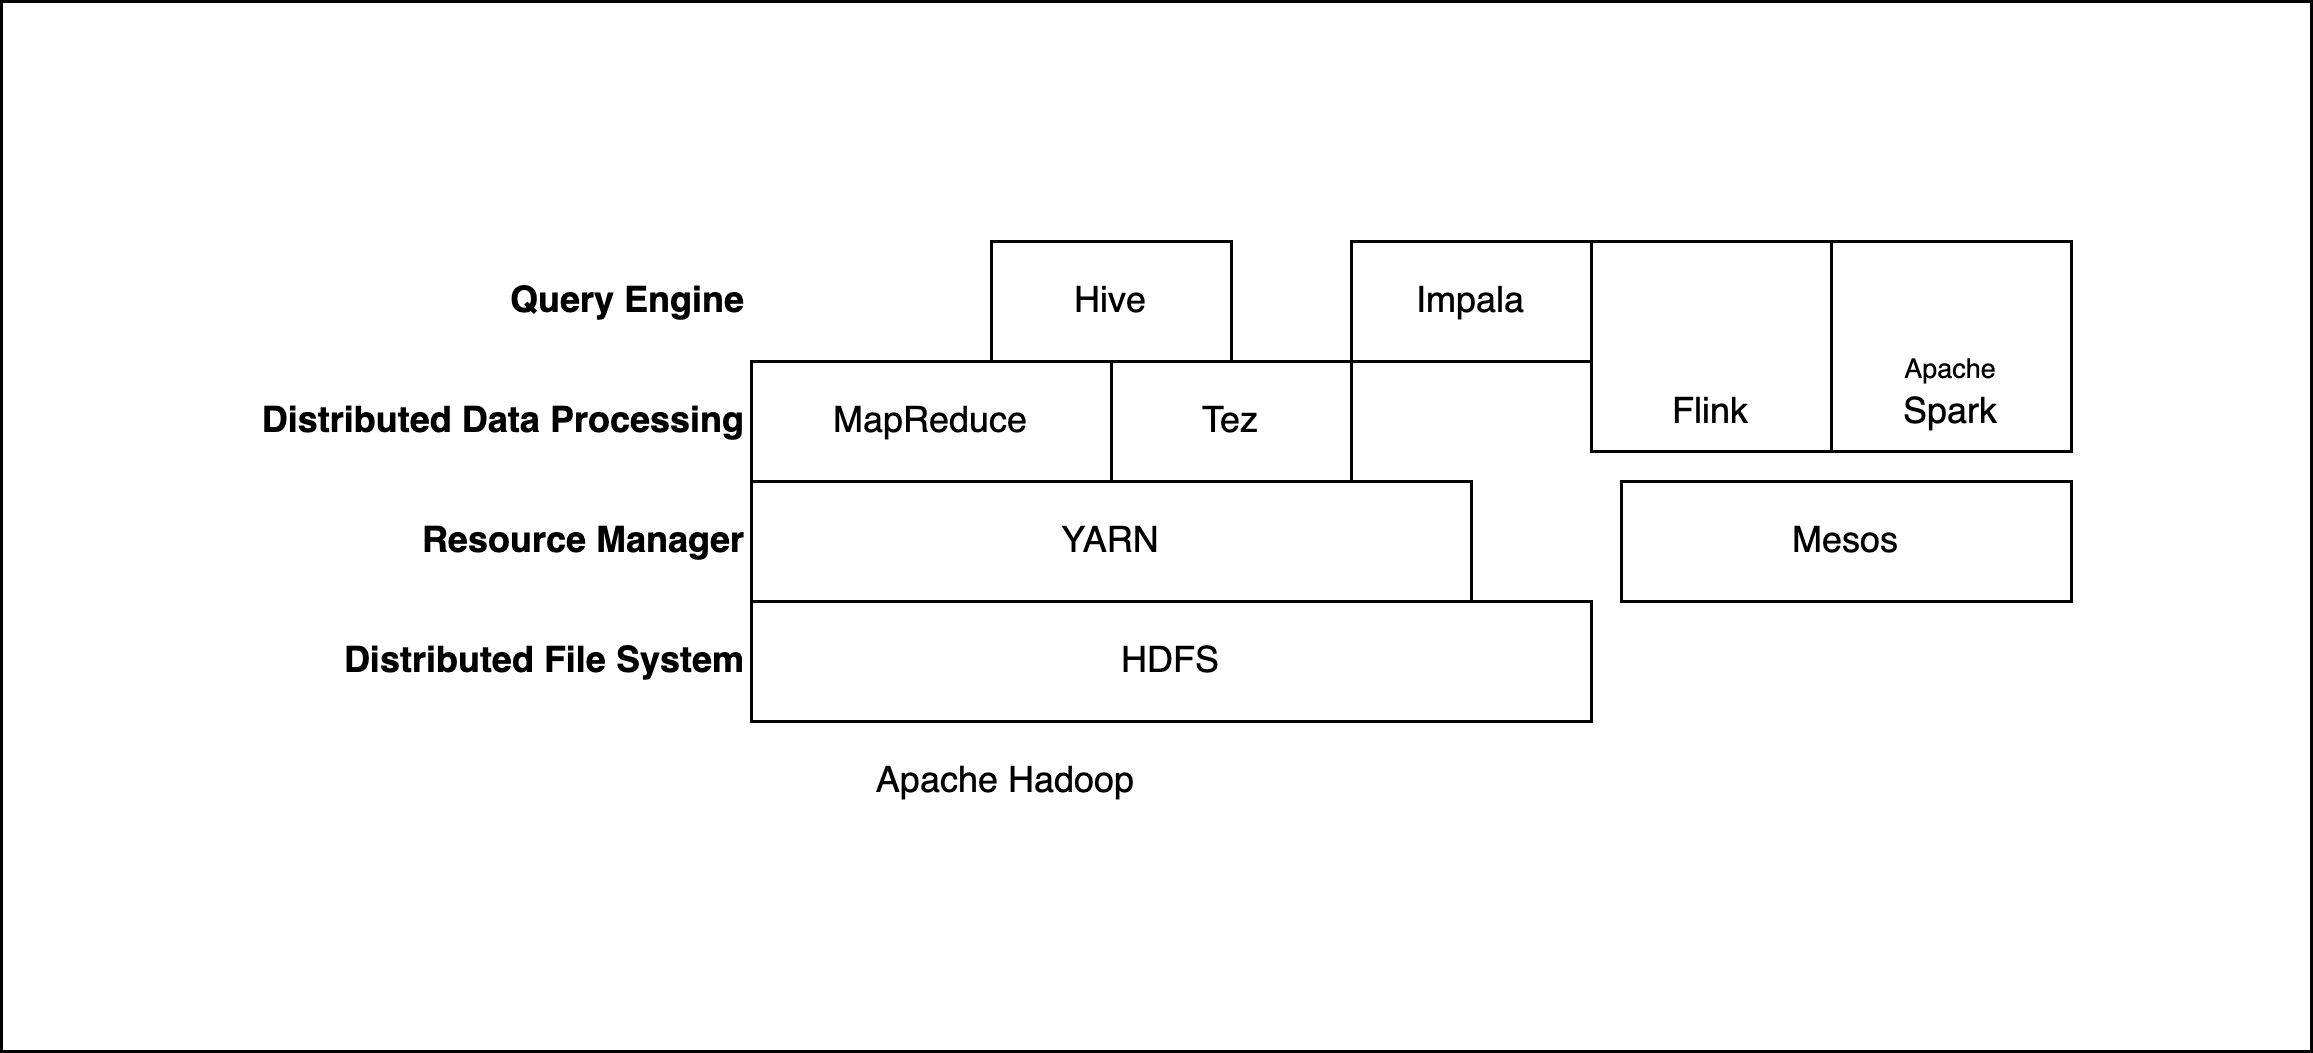 Query Engine
Hive
Impala
Distributed Data Processing
MapReduce
Tez
Flink
Apache
Spark
Resource Manager
YARN
Mesos
Distributed File System
HDFS
Apache Hadoop